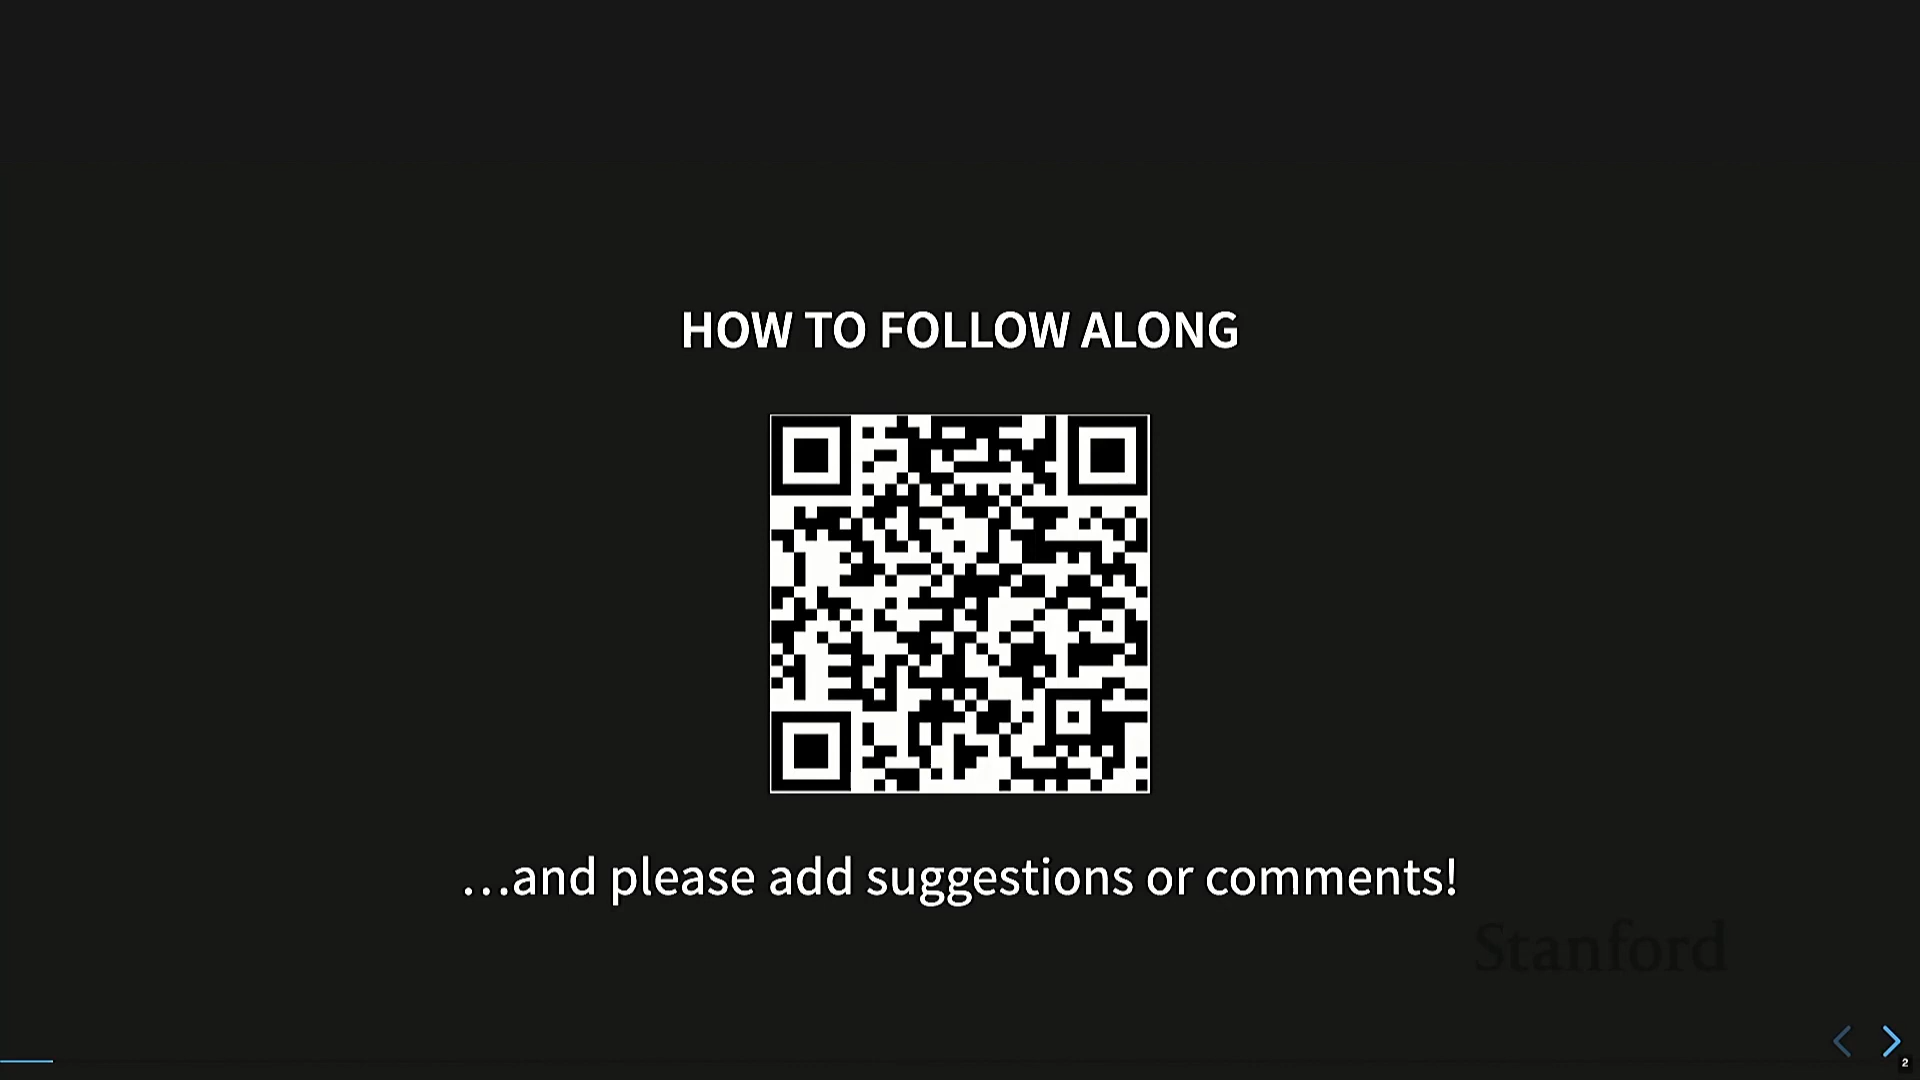 HOW TO FOLLOW ALONG
…and please add suggestions or comments!
Stanford
2